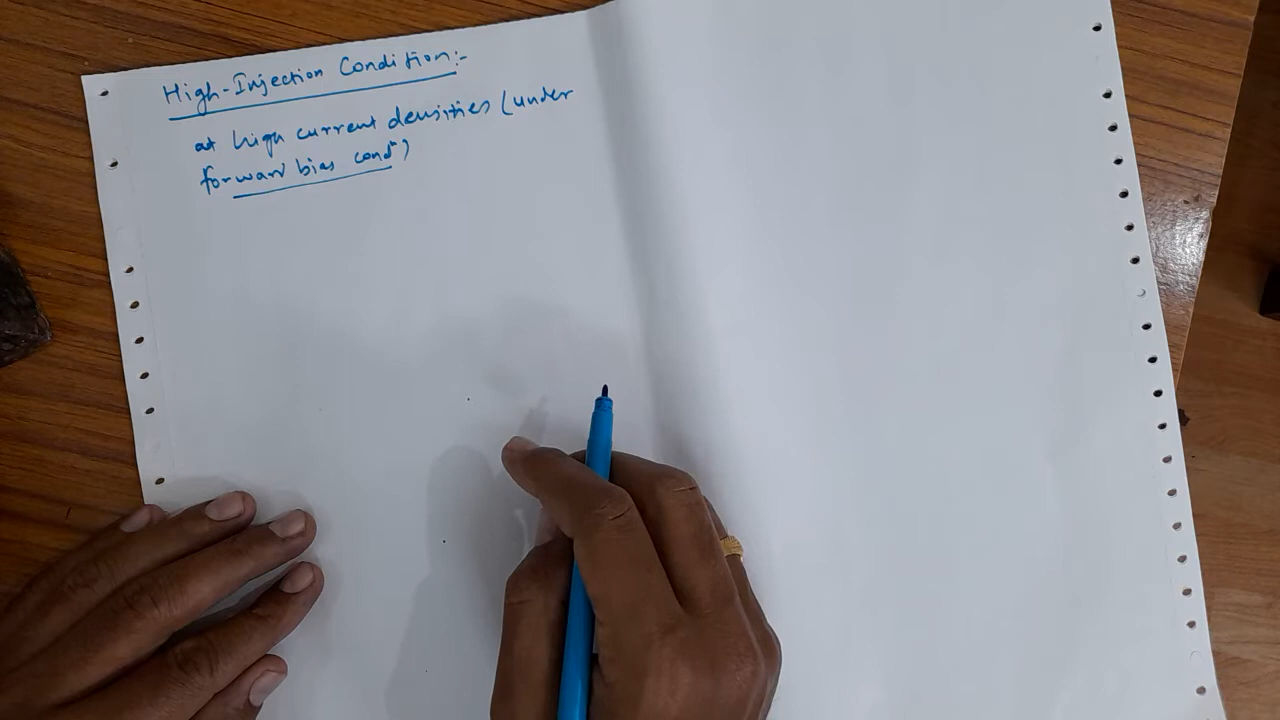 High-Injection Condition:-
at high current densities (under
forward bias condⁿ)